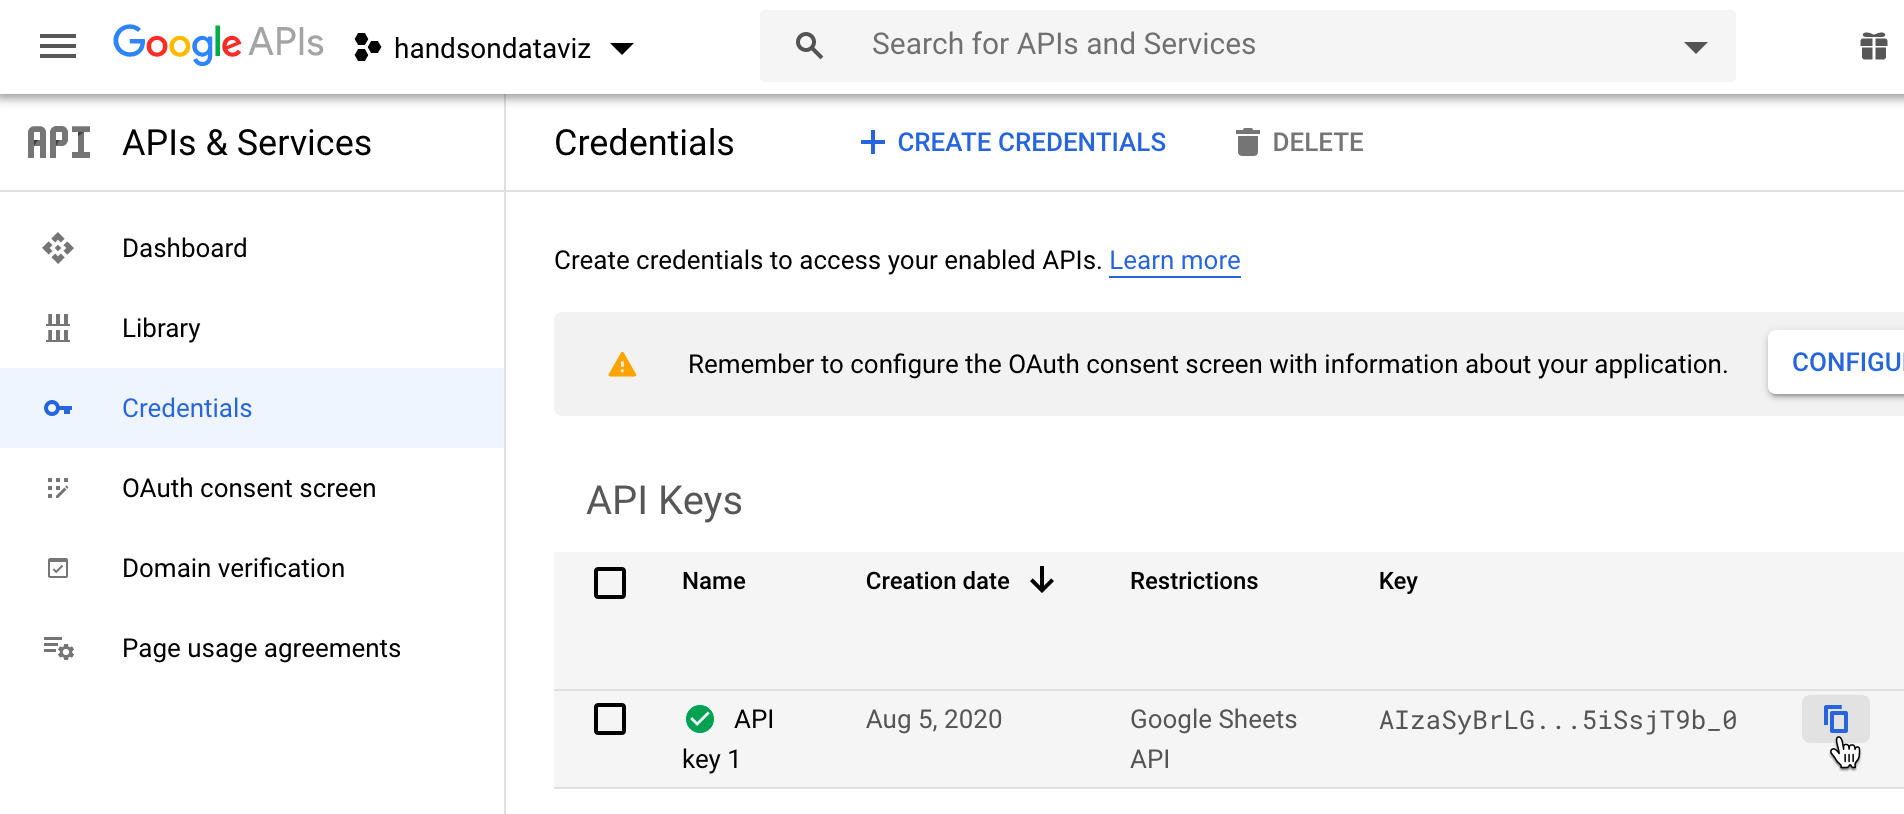 Google APIs handsondataviz Search for APIs and Services
API APIs & Services
Credentials + CREATE CREDENTIALS DELETE
Dashboard
Library
Credentials
OAuth consent screen
Domain verification
Page usage agreements
Create credentials to access your enabled APIs. Learn more
Remember to configure the OAuth consent screen with information about your application.
API Keys
Name Creation date Restrictions Key
API key 1 Aug 5, 2020 Google Sheets API AIzaSyBrLG...5iSsjT9b_0